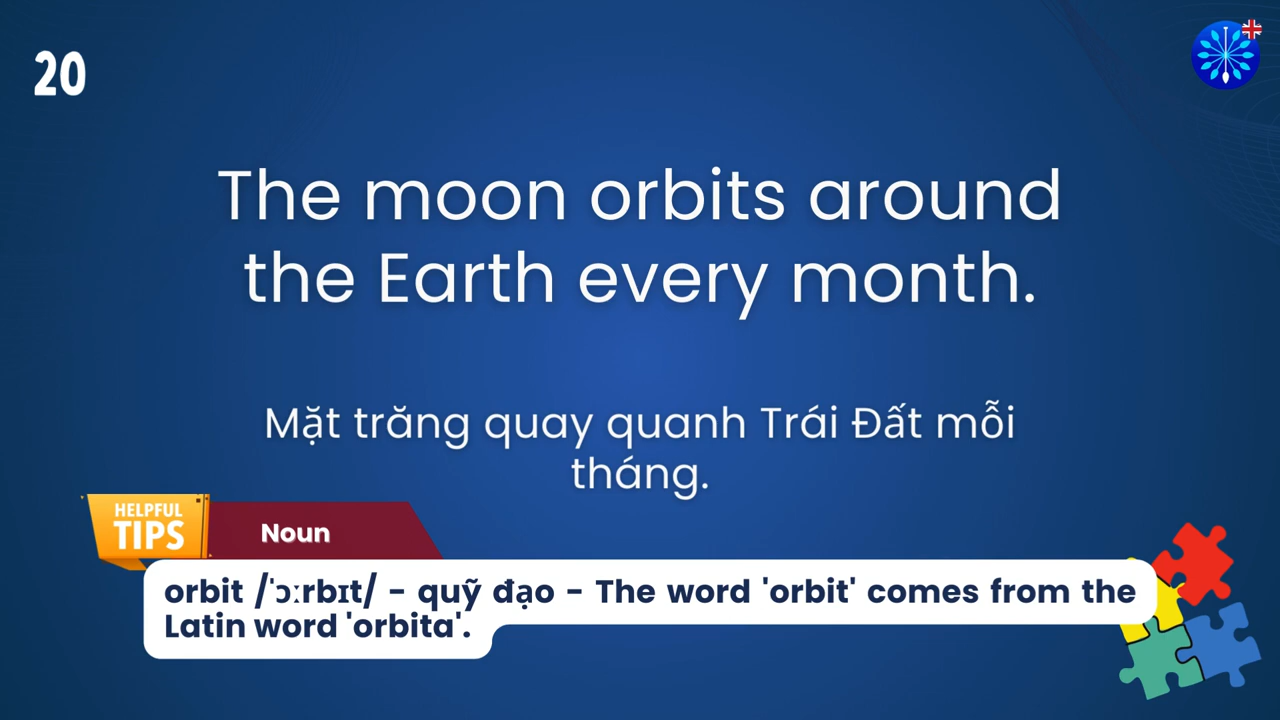 20
The moon orbits around
the Earth every month.
Mặt trăng quay quanh Trái Đất mỗi
tháng.
HELPFUL
TIPS
Noun
orbit /ˈɔːrbɪt/ - quỹ đạo - The word 'orbit' comes from the
Latin word 'orbita'.